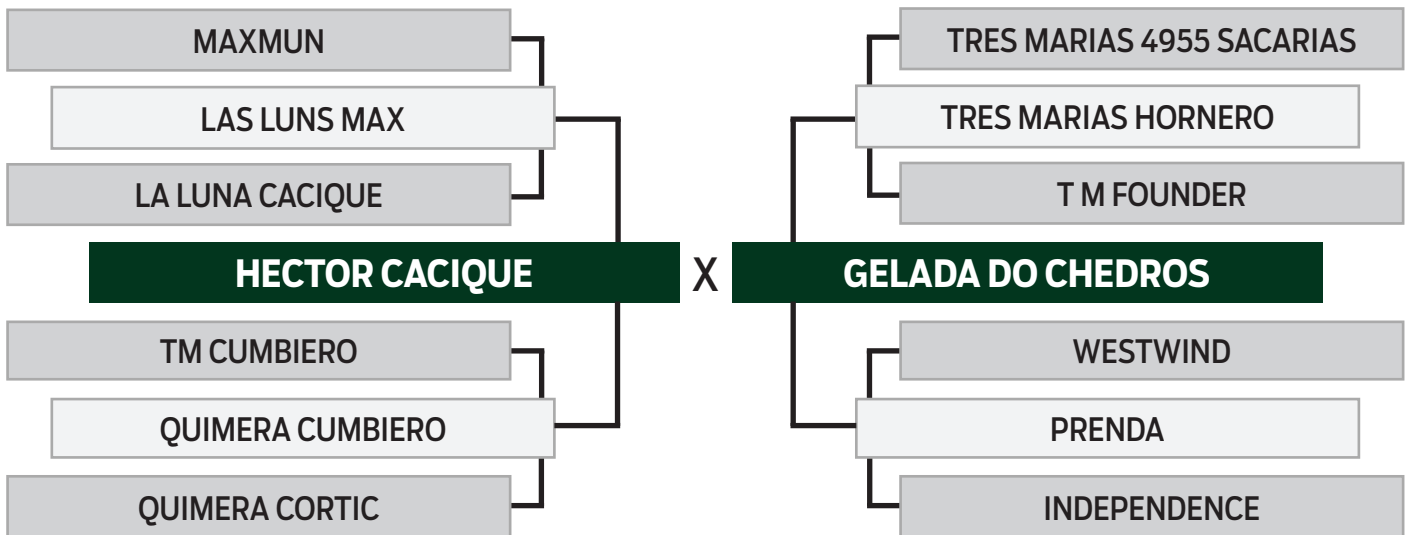 MAXMUN
LAS LUNS MAX
LA LUNA CACIQUE
HECTOR CACIQUE
TM CUMBIERO
QUIMERA CUMBIERO
QUIMERA CORTIC
X
TRES MARIAS 4955 SACARIAS
TRES MARIAS HORNERO
T M FOUNDER
GELADA DO CHEDROS
WESTWIND
PRENDA
INDEPENDENCE